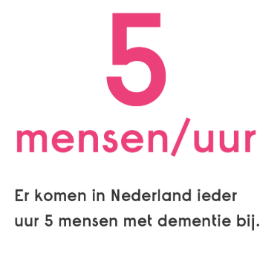 5
mensen/uur
Er komen in Nederland ieder
uur 5 mensen met dementie bij.